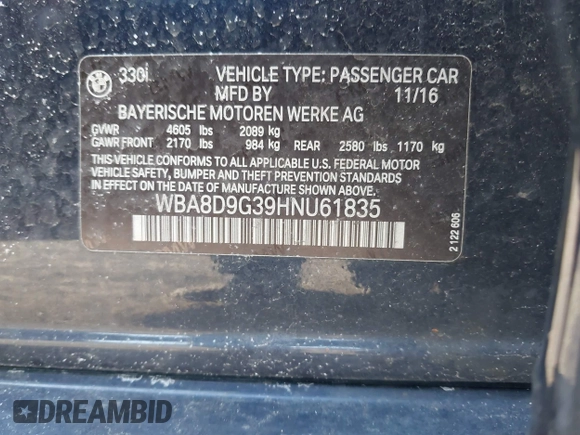 BMW
330i VEHICLE TYPE: PASSENGER CAR
MFD BY 11/16
BAYERISCHE MOTOREN WERKE AG
GVWR 4605 lbs 2089 kg
GAWR FRONT 2170 lbs 984 kg REAR 2580 lbs 1170 kg
THIS VEHICLE CONFORMS TO ALL APPLICABLE U.S. FEDERAL MOTOR
VEHICLE SAFETY, BUMPER AND THEFT PREVENTION STANDARDS
IN EFFECT ON THE DATE OF MANUFACTURE SHOWN ABOVE.
WBA8D9G39HNU61835
2 122 606
DREAMBID